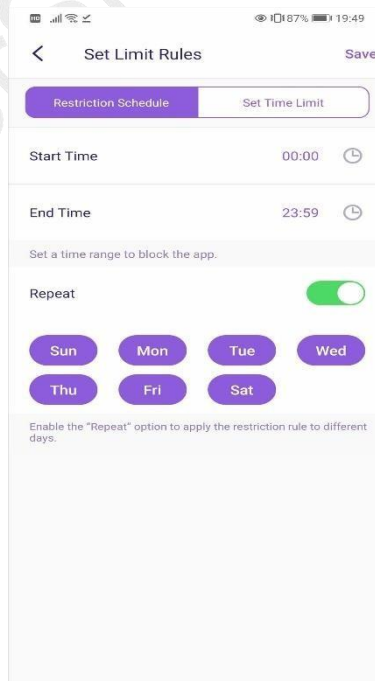 87% 19:49
Set Limit Rules Save
Restriction Schedule Set Time Limit
Start Time 00:00
End Time 23:59
Set a time range to block the app.
Repeat
Sun Mon Tue Wed
Thu Fri Sat
Enable the "Repeat" option to apply the restriction rule to different
days.